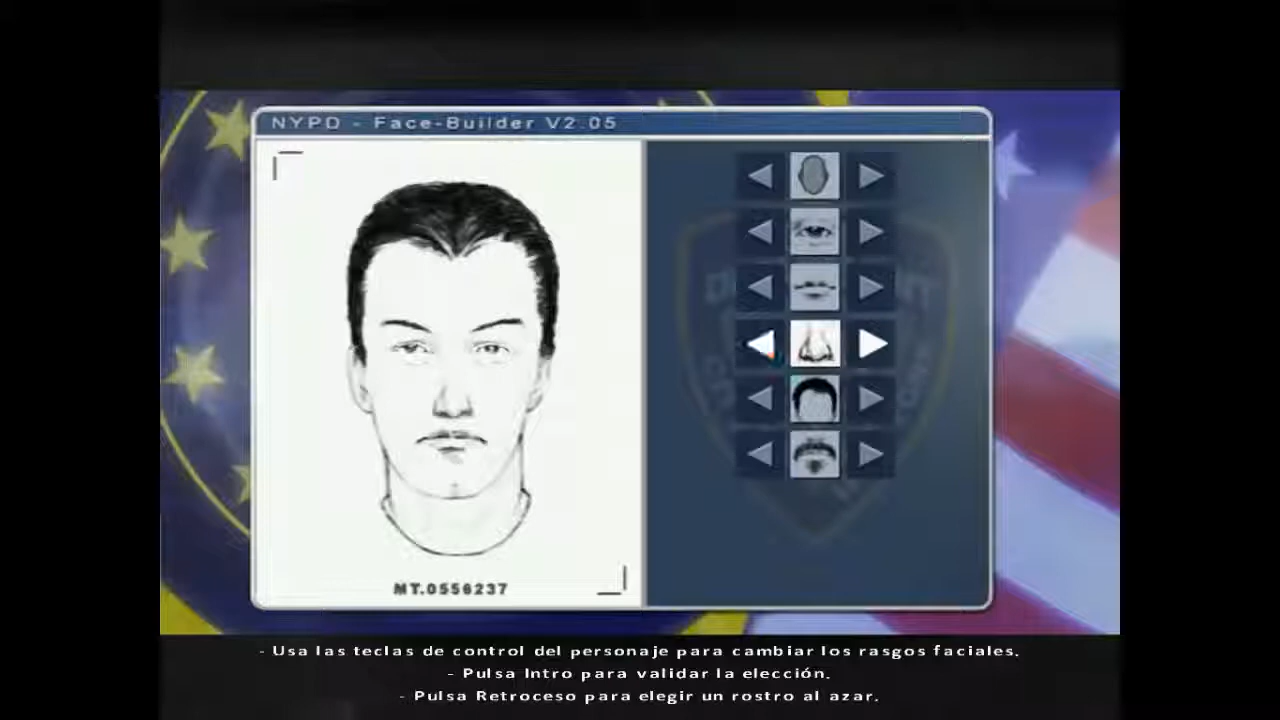 NYPD - Face-Builder V2.05
MT.0556237
- Usa las teclas de control del personaje para cambiar los rasgos faciales.
- Pulsa Intro para validar la elección.
- Pulsa Retroceso para elegir un rostro al azar.